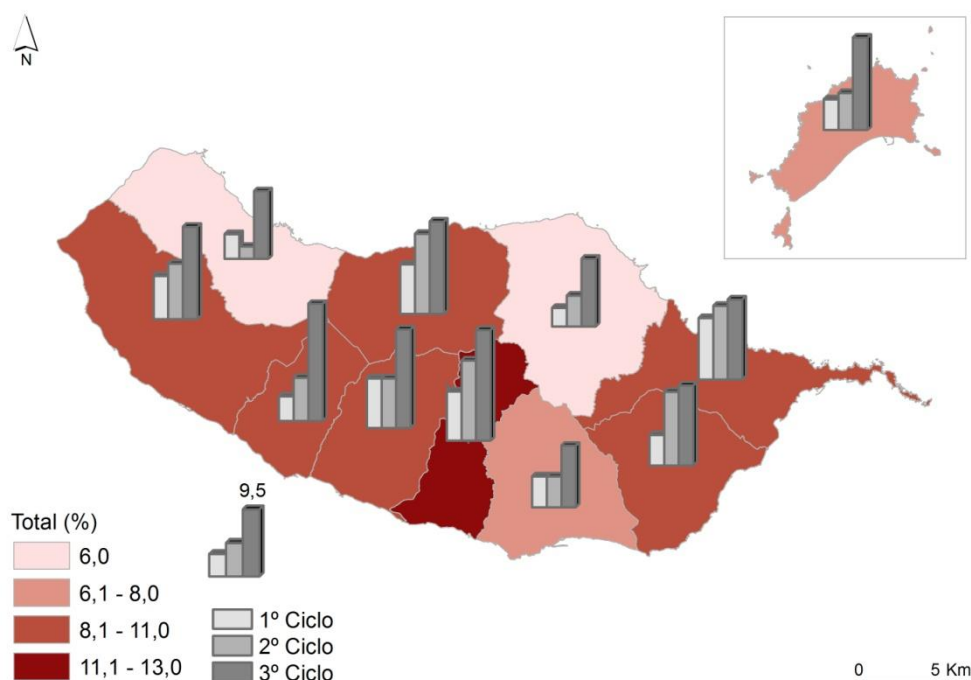 N
9,5
Total (%)
6,0
6,1 - 8,0
8,1 - 11,0
11,1 - 13,0
1º Ciclo
2º Ciclo
3º Ciclo
0 5 Km